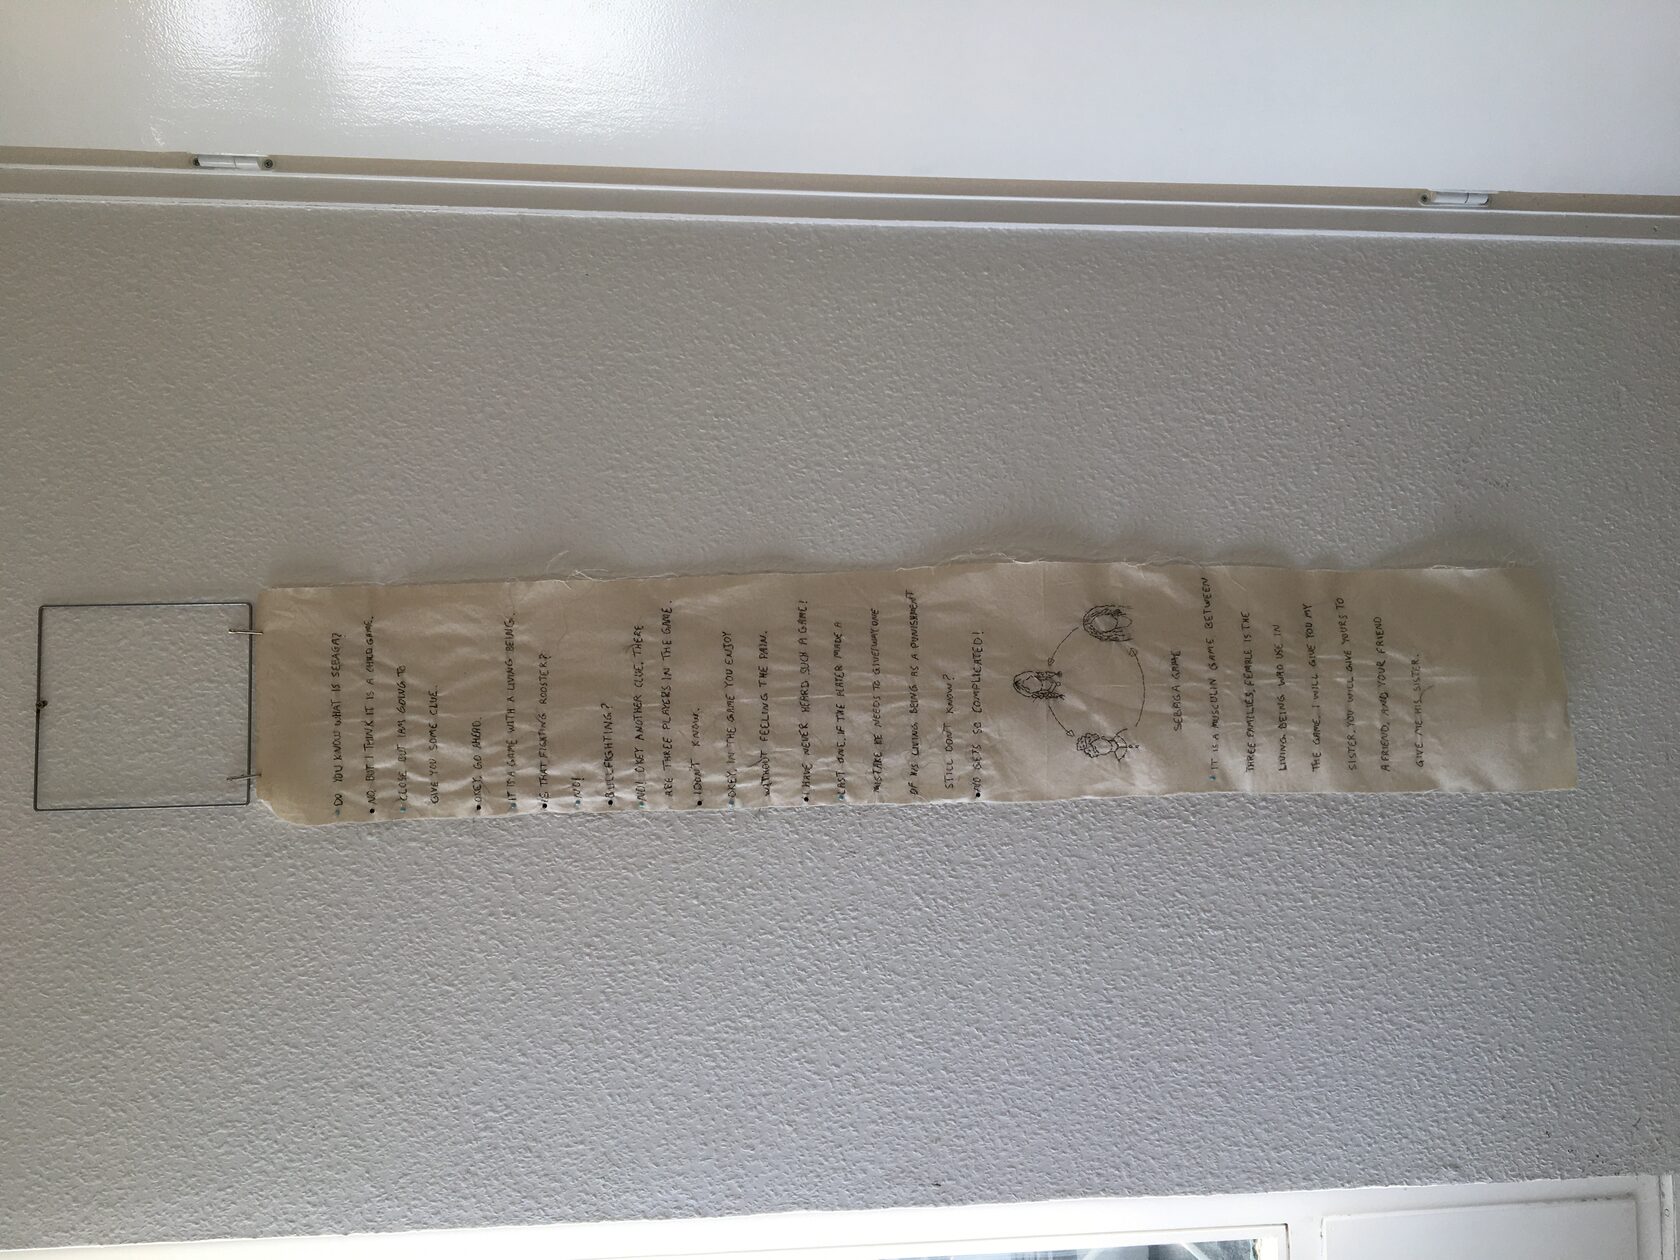 • DO YOU KNOW WHAT IS SEBAGA?
• NO, BUT I THINK IT IS A CHILD GAME.
• CLOSE BUT I AM GOING TO
GIVE YOU SOME CLUE.
• OKEY, GO AHEAD.
• IT IS A GAME WITH A LIVING BEING.
• IS THAT FIGHTING ROOSTER?
• NO!
• BULLFIGHTING?
• NO! OKEY ANOTHER CLUE. THERE
ARE THREE PLAYERS IN THE GAME.
• I DON'T KNOW.
• OKEY, IN THE GAME YOU ENJOY
WITHOUT FEELING THE PAIN.
• I HAVE NEVER HEARD SUCH A GAME!
• LAST ONE, IF THE PLAYER MADE A
MISTAKE HE NEEDS TO GIVE AWAY ONE
OF HIS LIVING BEING AS A PUNISHMENT
STILL DON'T KNOW?
• NO GETS SO COMPLICATED!
SEBAGA GAME
• IT IS A MUSCULIN GAME BETWEEN
THREE FAMILIES, FEMALE IS THE
LIVING BEING WHO USE IN
THE GAME. I WILL GIVE YOU MY
SISTER, YOU WILL GIVE YOURS TO
A FRIEND, AND YOUR FRIEND
GIVE ME HIS SISTER.